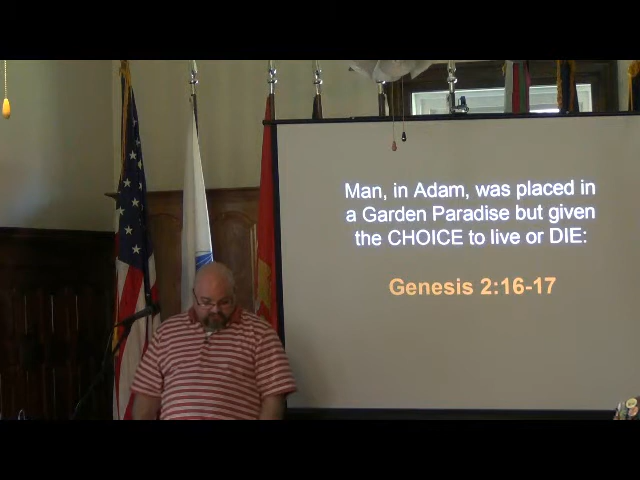 Man, in Adam, was placed in
a Garden Paradise but given
the CHOICE to live or DIE:
Genesis 2:16-17